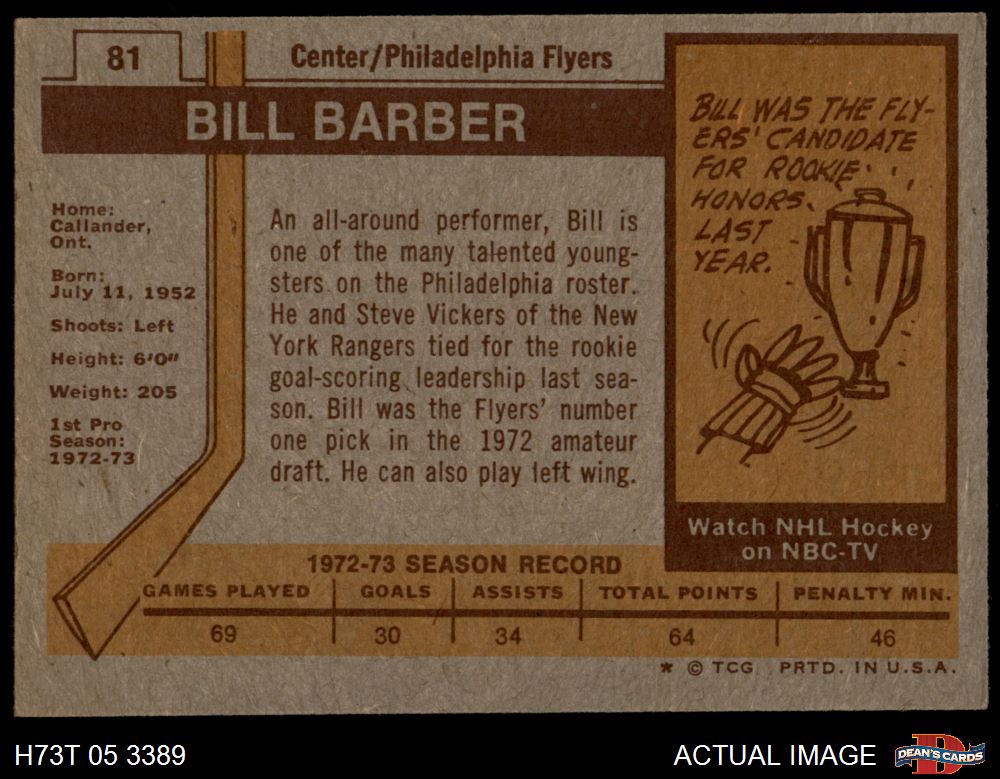 81
Center/Philadelphia Flyers
BILL BARBER
Home:
Callander,
Ont.
Born:
July 11, 1952
Shoots: Left
Height: 6'0"
Weight: 205
1st Pro
Season:
1972-73
An all-around performer, Bill is
one of the many talented young-
sters on the Philadelphia roster.
He and Steve Vickers of the New
York Rangers tied for the rookie
goal-scoring leadership last sea-
son. Bill was the Flyers' number
one pick in the 1972 amateur
draft. He can also play left wing.
BILL WAS THE FLY-
ERS' CANDIDATE
FOR ROOKIE
HONORS
LAST
YEAR.
Watch NHL Hockey
on NBC-TV
1972-73 SEASON RECORD
GAMES PLAYED GOALS ASSISTS TOTAL POINTS PENALTY MIN.
69 30 34 64 46
* © TCG PRTD. IN U.S.A.
H73T 05 3389
ACTUAL IMAGE
DEAN'S CARDS